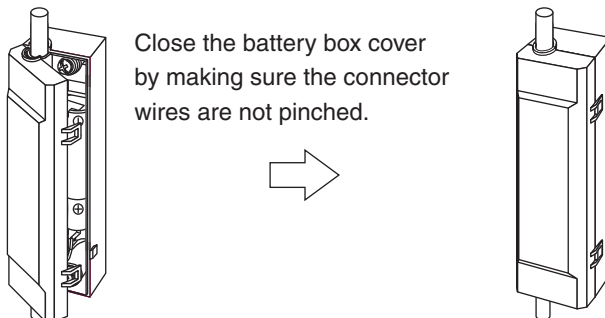 Close the battery box cover
by making sure the connector
wires are not pinched.